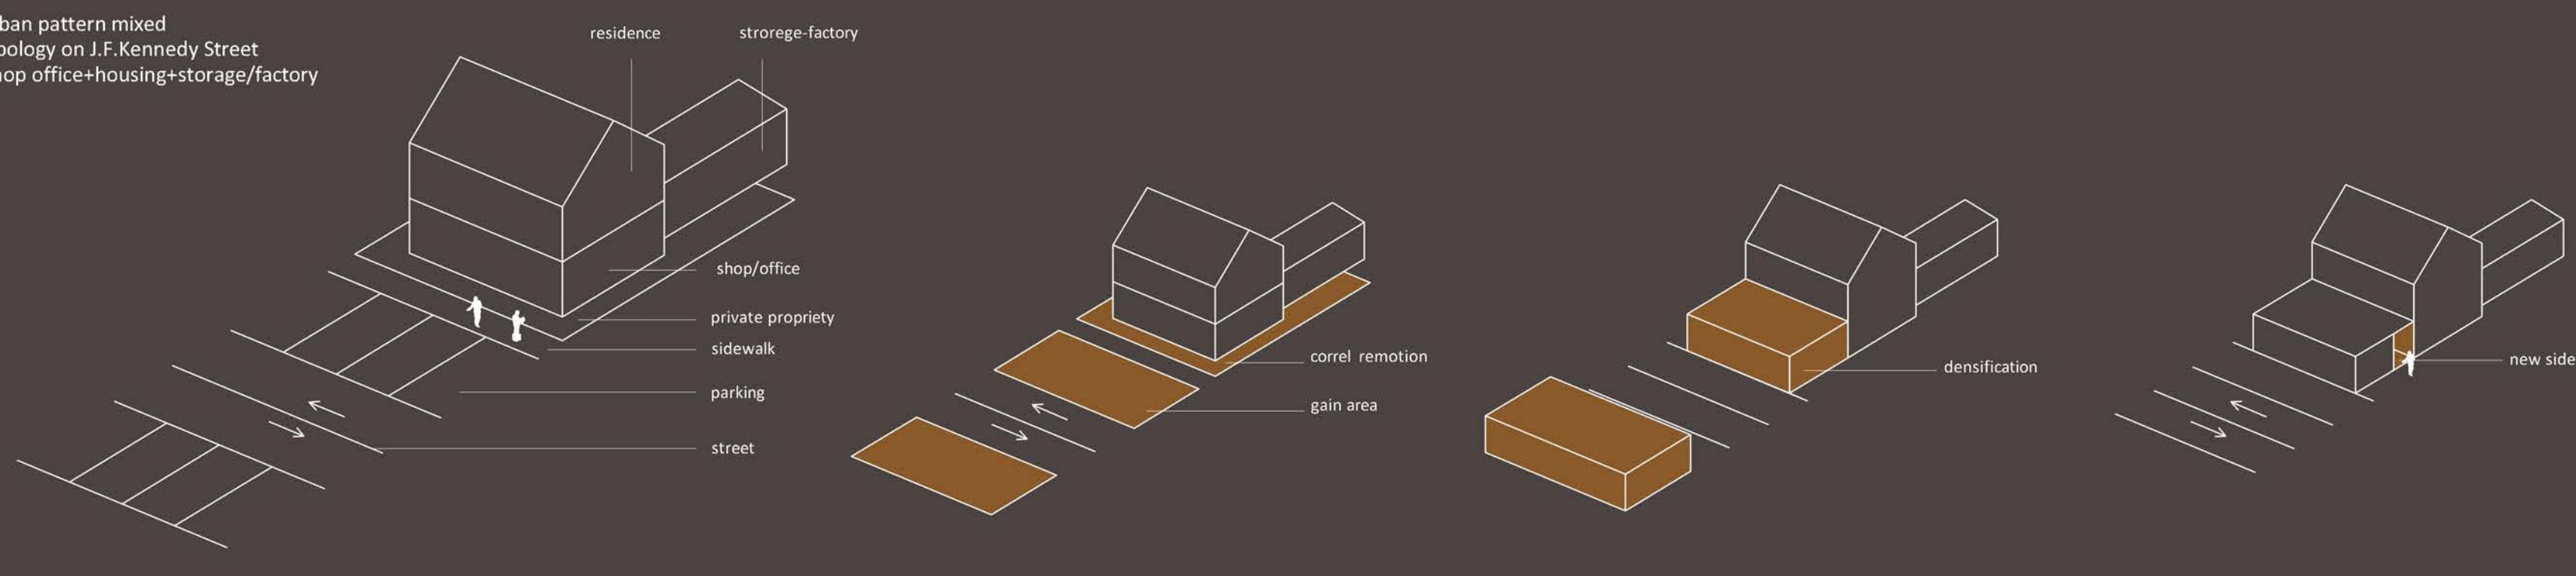 ban pattern mixed
pology on J.F.Kennedy Street
op office+housing+storage/factory
residence
strorege-factory
shop/office
private propriety
sidewalk
parking
street
correl remotion
gain area
densification
new side